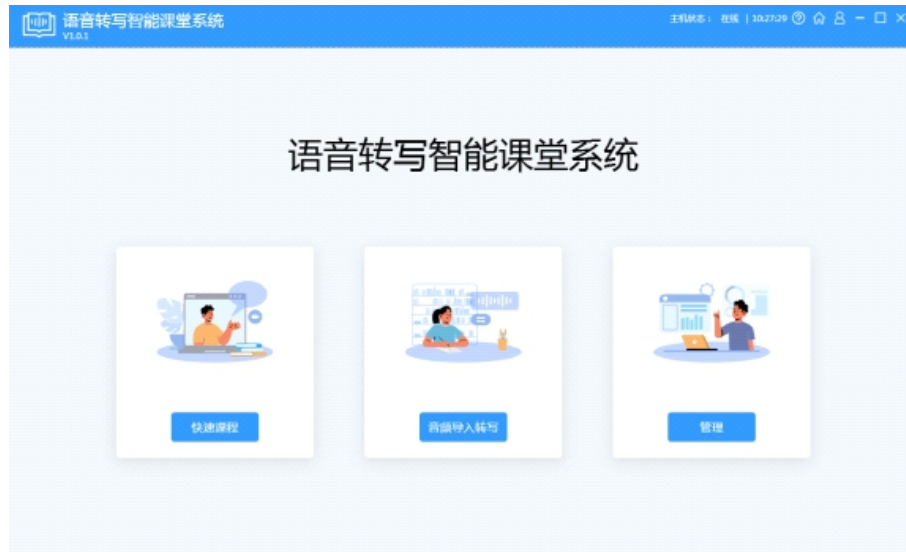 语音转写智能课堂系统
V1.0.1
主机状态： 在线 | 10:27:29
语音转写智能课堂系统
快速课程
音频导入转写
管理